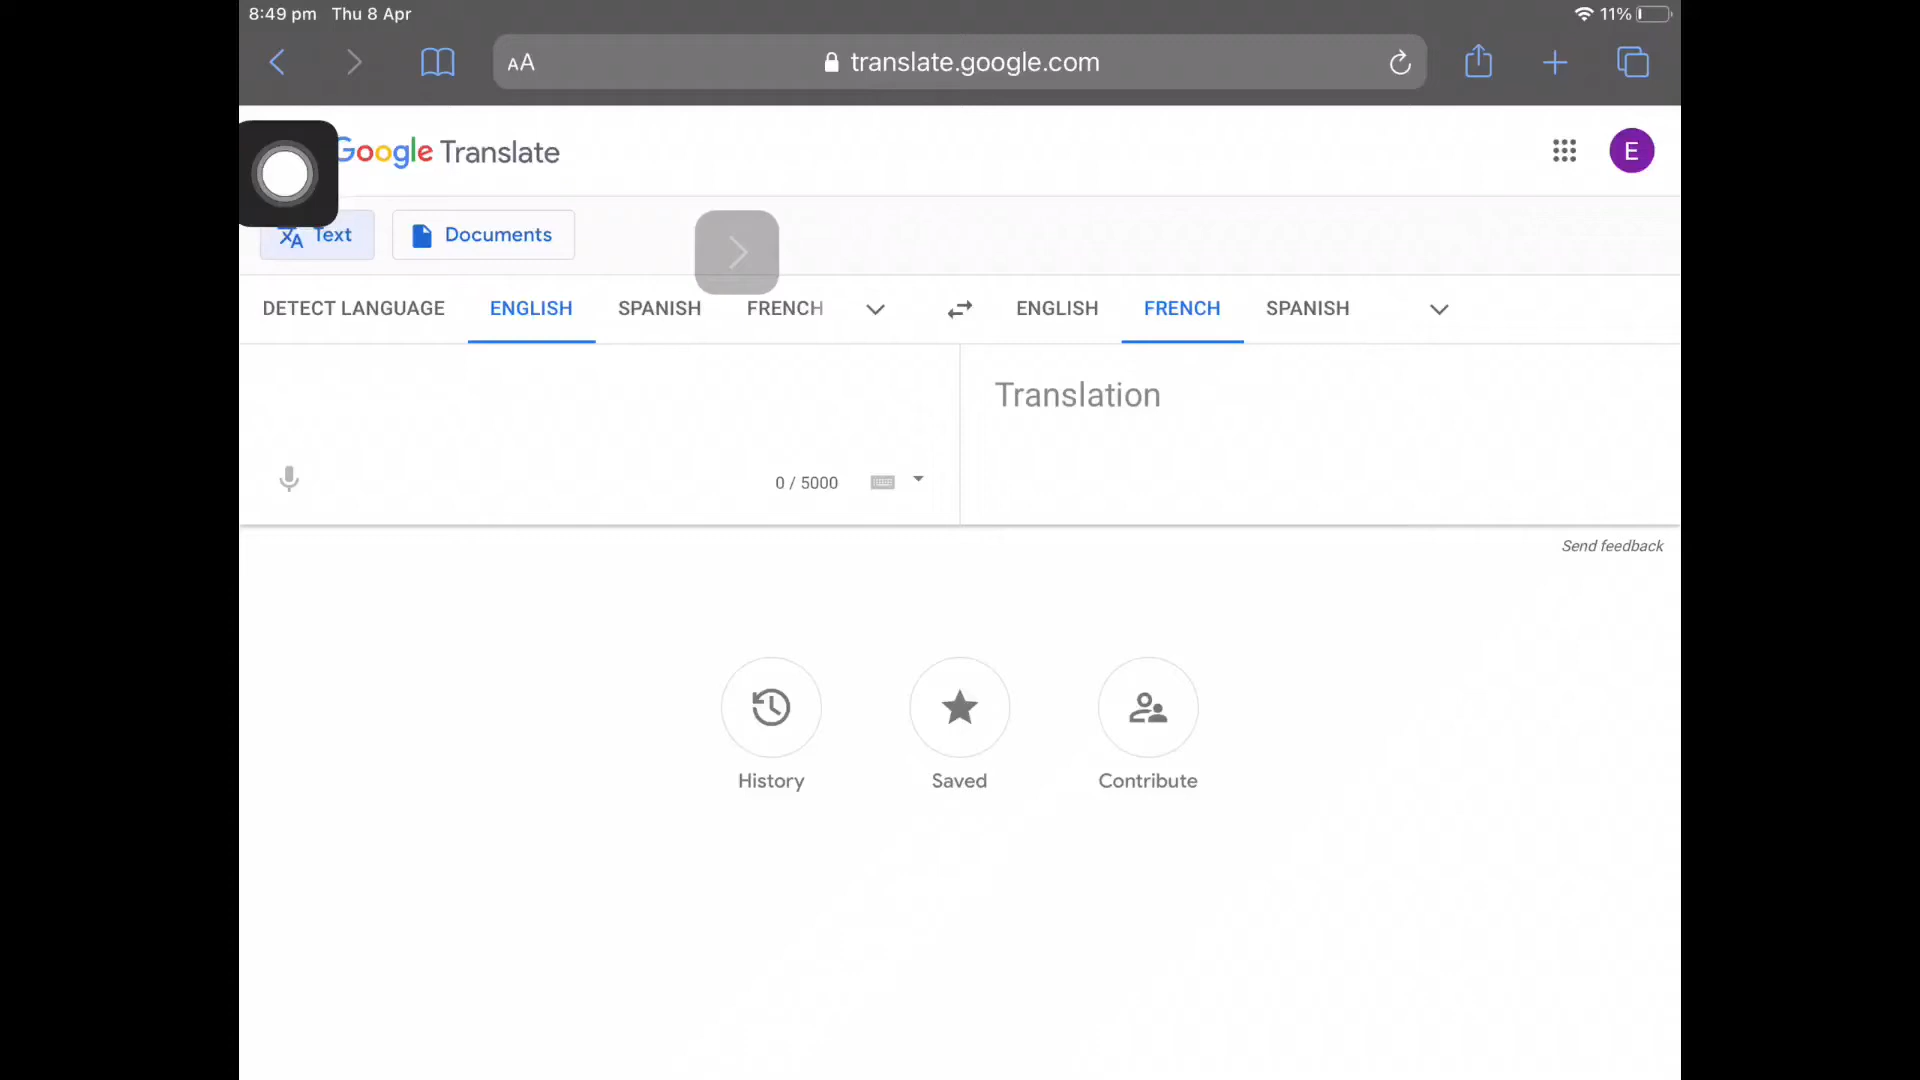 8:49 pm Thu 8 Apr
11%
AA
translate.google.com
Google Translate
E
Text
Documents
DETECT LANGUAGE
ENGLISH
SPANISH
FRENCH
ENGLISH
FRENCH
SPANISH
Translation
0 / 5000
Send feedback
History
Saved
Contribute